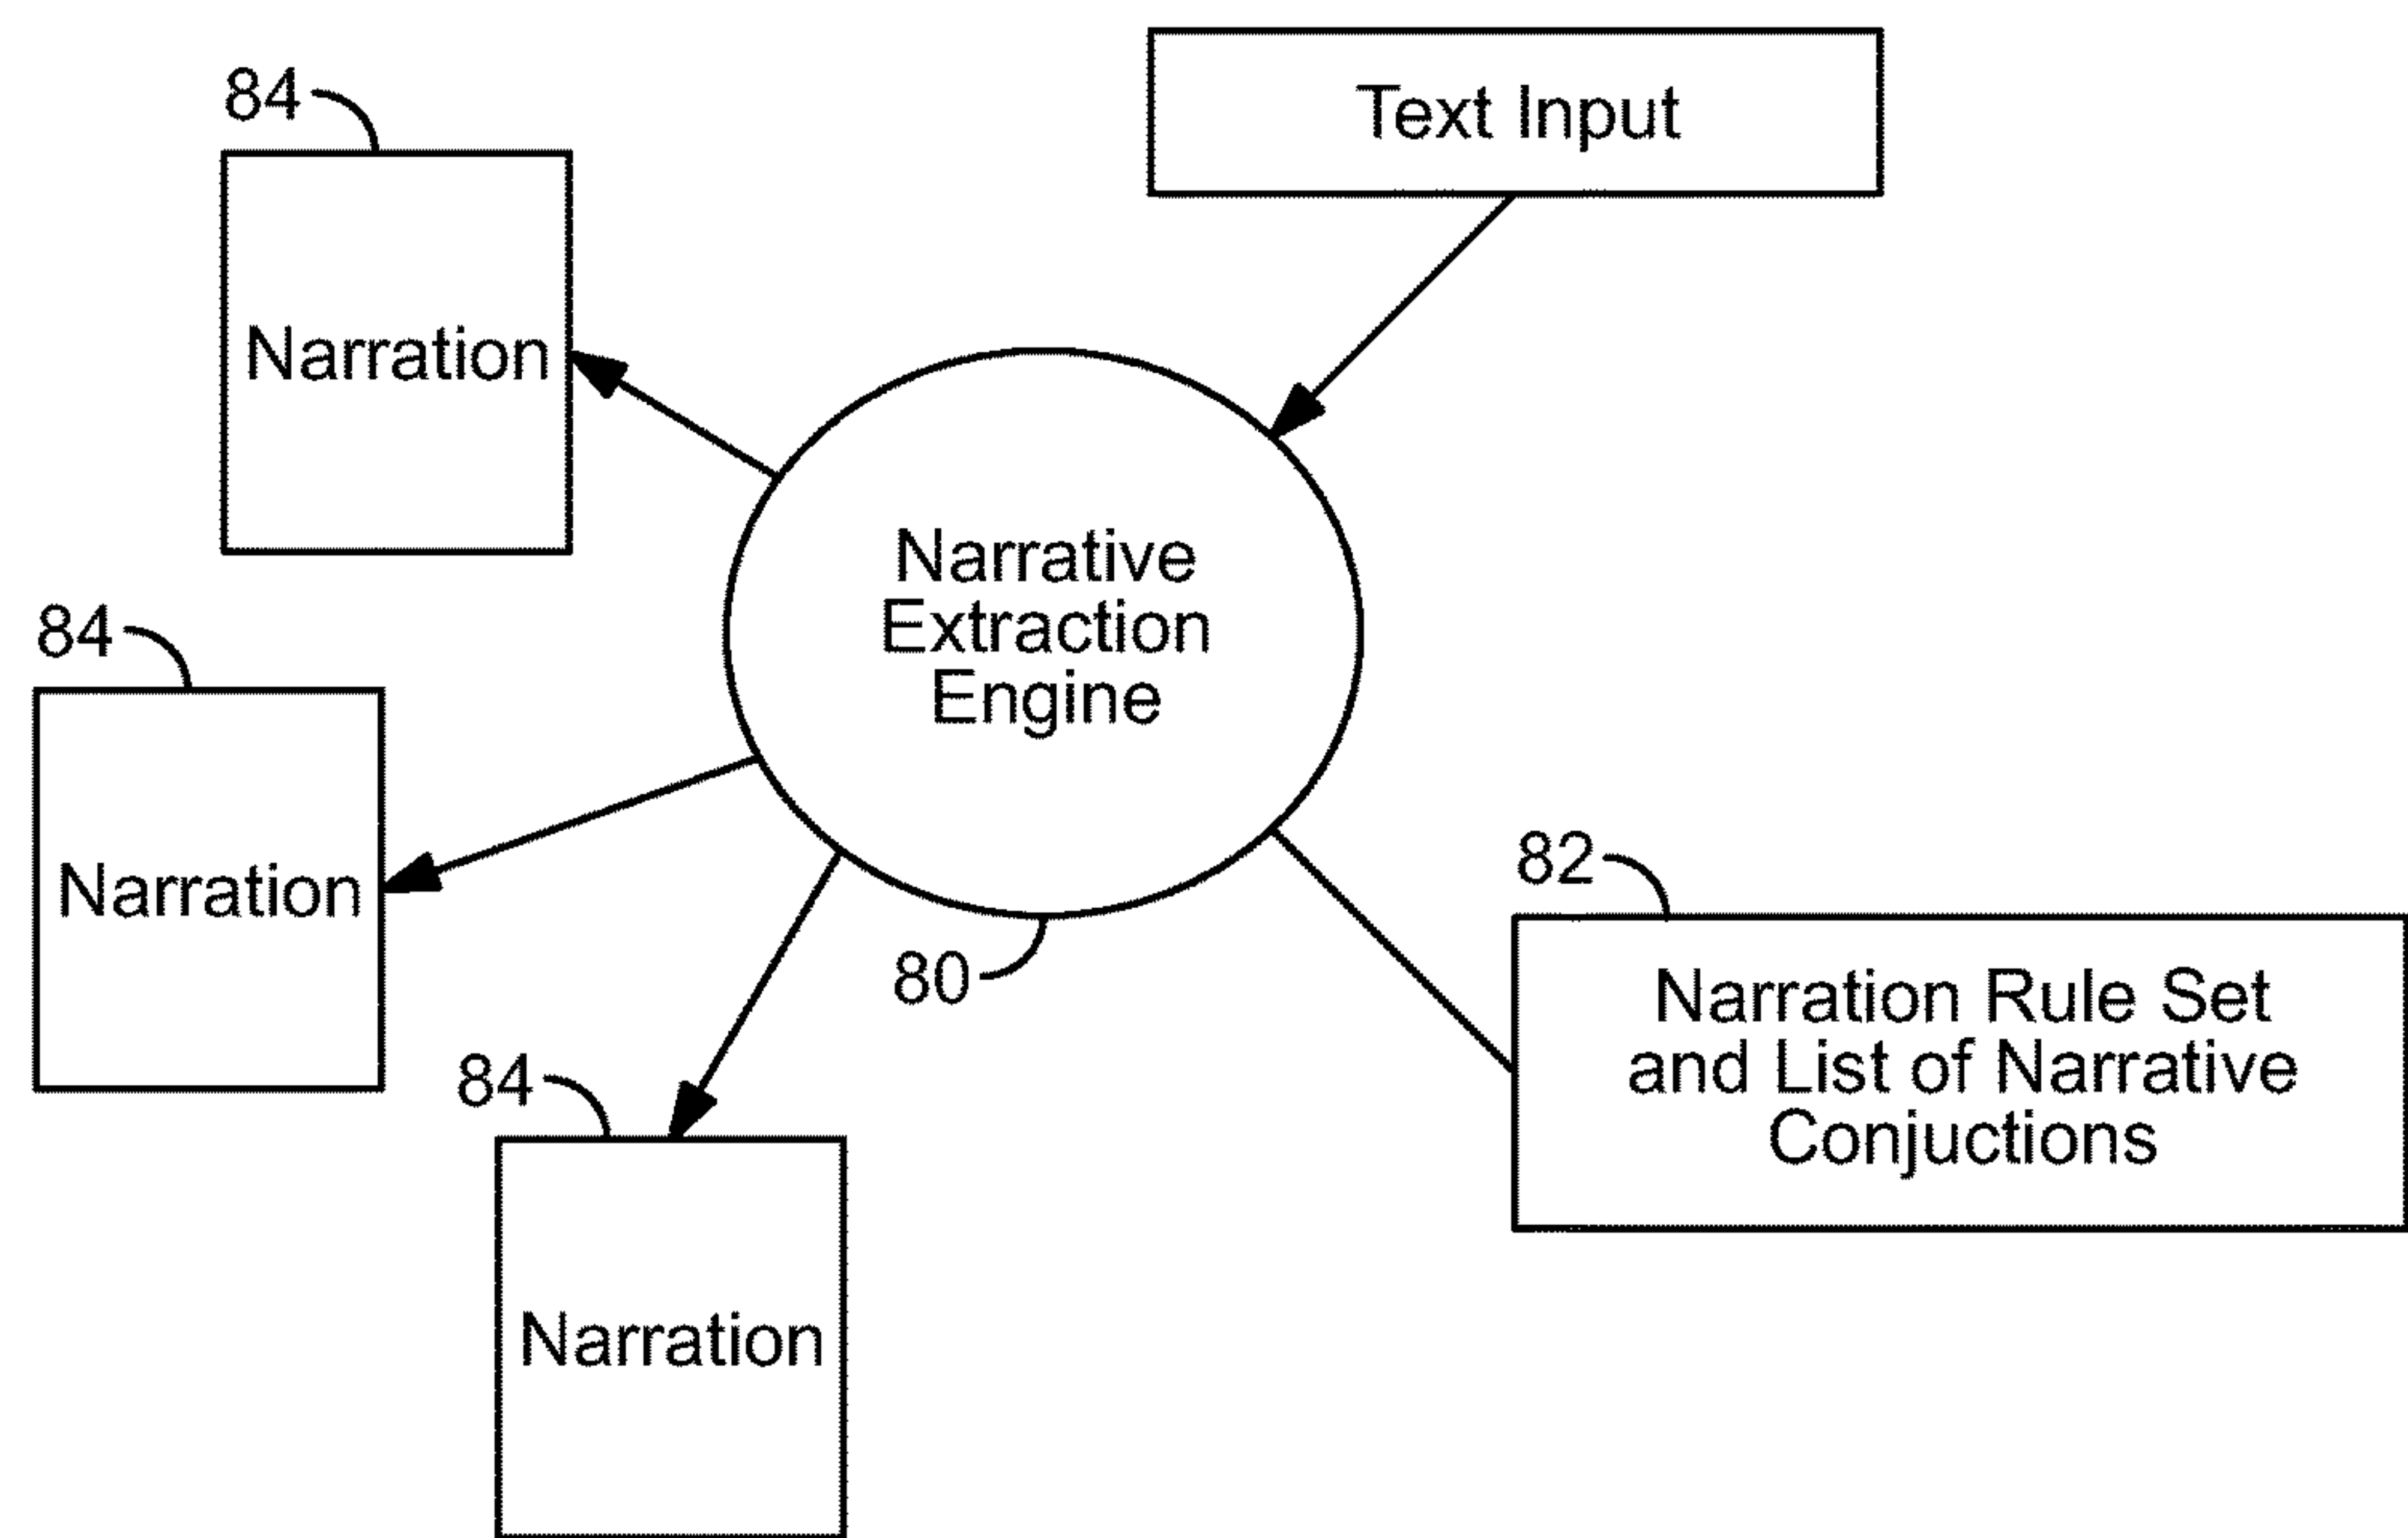 Text Input
84
Narration
Narrative
Extraction
Engine
84
Narration
80
82
Narration Rule Set
and List of Narrative
Conjuctions
84
Narration